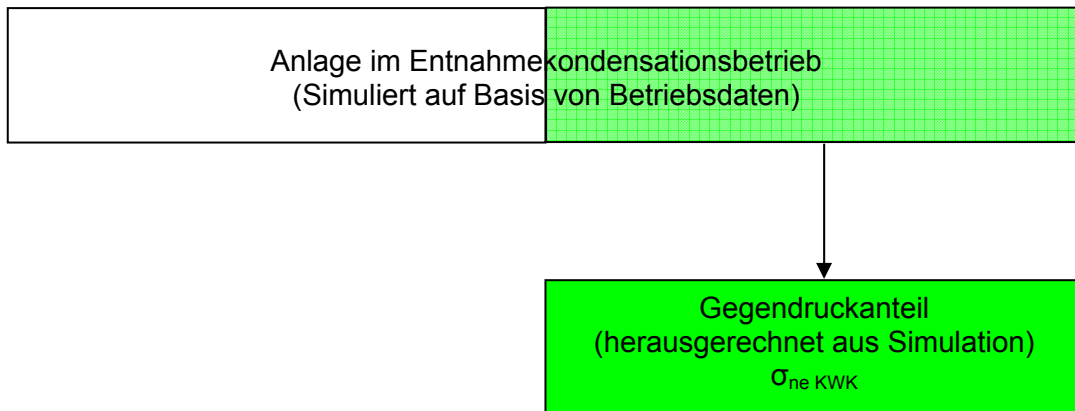 Anlage im Entnahmekondensationsbetrieb
(Simuliert auf Basis von Betriebsdaten)
Gegendruckanteil
(herausgerechnet aus Simulation)
σne KWK